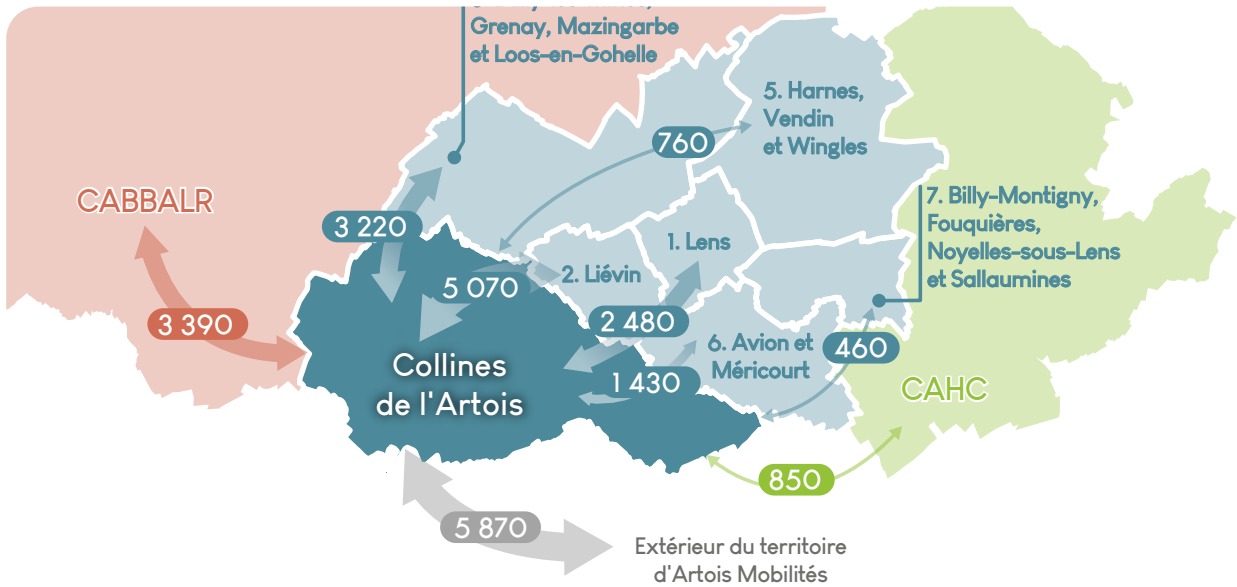 Grenay, Mazingarbe
et Loos-en-Gohelle
5. Harnes,
Vendin
et Wingles
760
CABBALR
7. Billy-Montigny,
Fouquières,
Noyelles-sous-Lens
et Sallaumines
3 220
1. Lens
2. Liévin
5 070
3 390
2 480
6. Avion et
Méricourt
460
Collines
de l'Artois
1 430
CAHC
850
5 870
Extérieur du territoire
d'Artois Mobilités